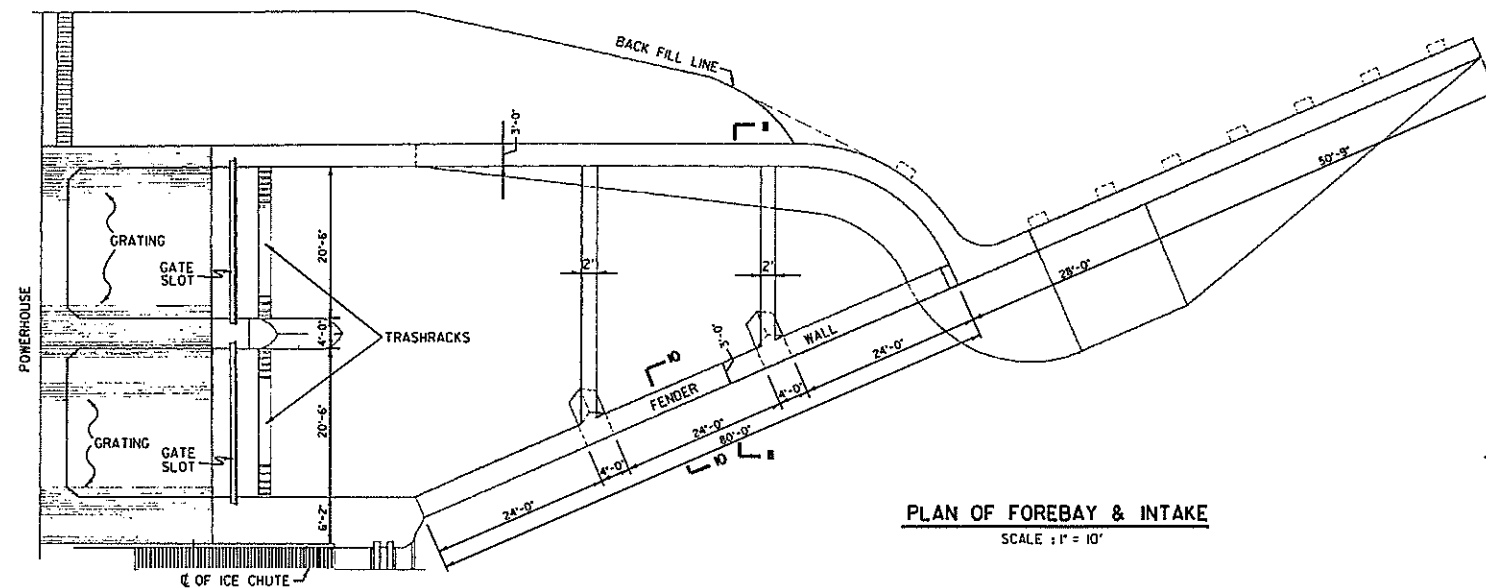 BACK FILL LINE
3'-0"
50'-9"
GRATING
GATE
SLOT
20'-6"
2'
2'
28'-0"
POWERHOUSE
4'-0"
TRASHRACKS
WALL
3'-0"
24'-0"
10
FENDER
4'-0"
24'-0"
80'-0"
GRATING
GATE
SLOT
20'-6"
4'-0"
10
24'-0"
6'-2"
PLAN OF FOREBAY & INTAKE
SCALE : 1" = 10'
℄ OF ICE CHUTE